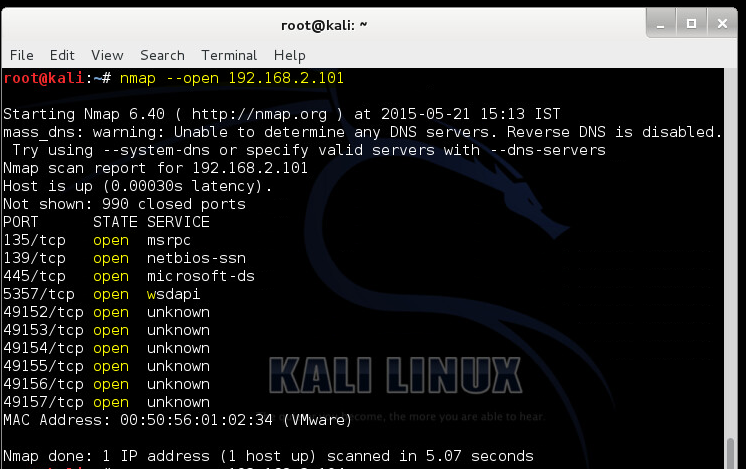 root@kali: ~
File Edit View Search Terminal Help
root@kali:~# nmap --open 192.168.2.101
Starting Nmap 6.40 ( http://nmap.org ) at 2015-05-21 15:13 IST
mass_dns: warning: Unable to determine any DNS servers. Reverse DNS is disabled.
Try using --system-dns or specify valid servers with --dns-servers
Nmap scan report for 192.168.2.101
Host is up (0.00030s latency).
Not shown: 990 closed ports
PORT STATE SERVICE
135/tcp open msrpc
139/tcp open netbios-ssn
445/tcp open microsoft-ds
5357/tcp open wsdapi
49152/tcp open unknown
49153/tcp open unknown
49154/tcp open unknown
49155/tcp open unknown
49156/tcp open unknown
49157/tcp open unknown
KALI LINUX
MAC Address: 00:50:56:01:02:34 (VMware)
become, the more you are able to hear.
Nmap done: 1 IP address (1 host up) scanned in 5.07 seconds